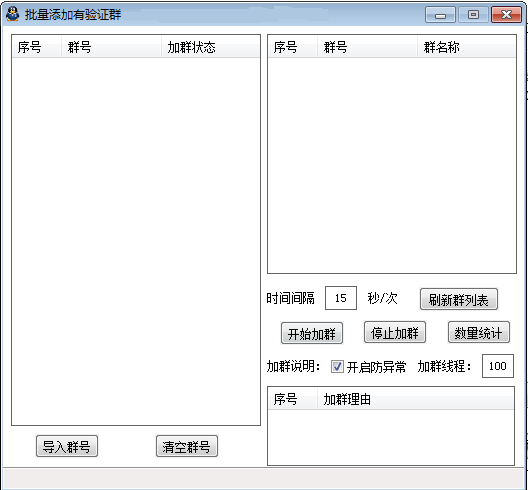 批量添加有验证群
序号 群号 加群状态
序号 群号 群名称
时间间隔 15 秒/次 刷新群列表
开始加群 停止加群 数量统计
加群说明： 开启防异常 加群线程： 100
序号 加群理由
导入群号 清空群号